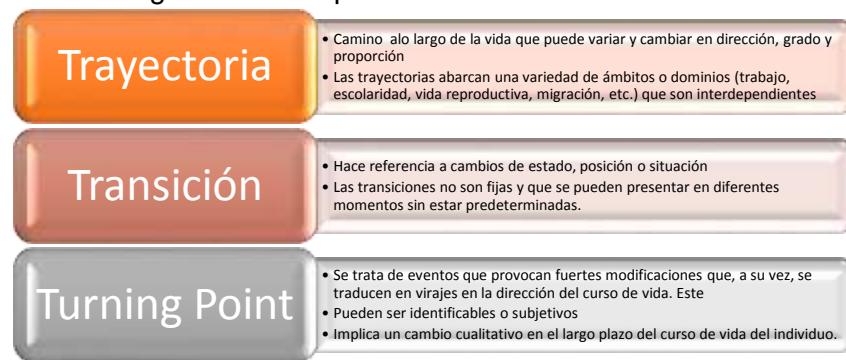 Trayectoria
• Camino alo largo de la vida que puede variar y cambiar en dirección, grado y
proporción
• Las trayectorias abarcan una variedad de ámbitos o dominios (trabajo,
escolaridad, vida reproductiva, migración, etc.) que son interdependientes
Transición
• Hace referencia a cambios de estado, posición o situación
• Las transiciones no son fijas y que se pueden presentar en diferentes
momentos sin estar predeterminadas.
Turning Point
• Se trata de eventos que provocan fuertes modificaciones que, a su vez, se
traducen en virajes en la dirección del curso de vida. Este
• Pueden ser identificables o subjetivos
• Implica un cambio cualitativo en el largo plazo del curso de vida del individuo.